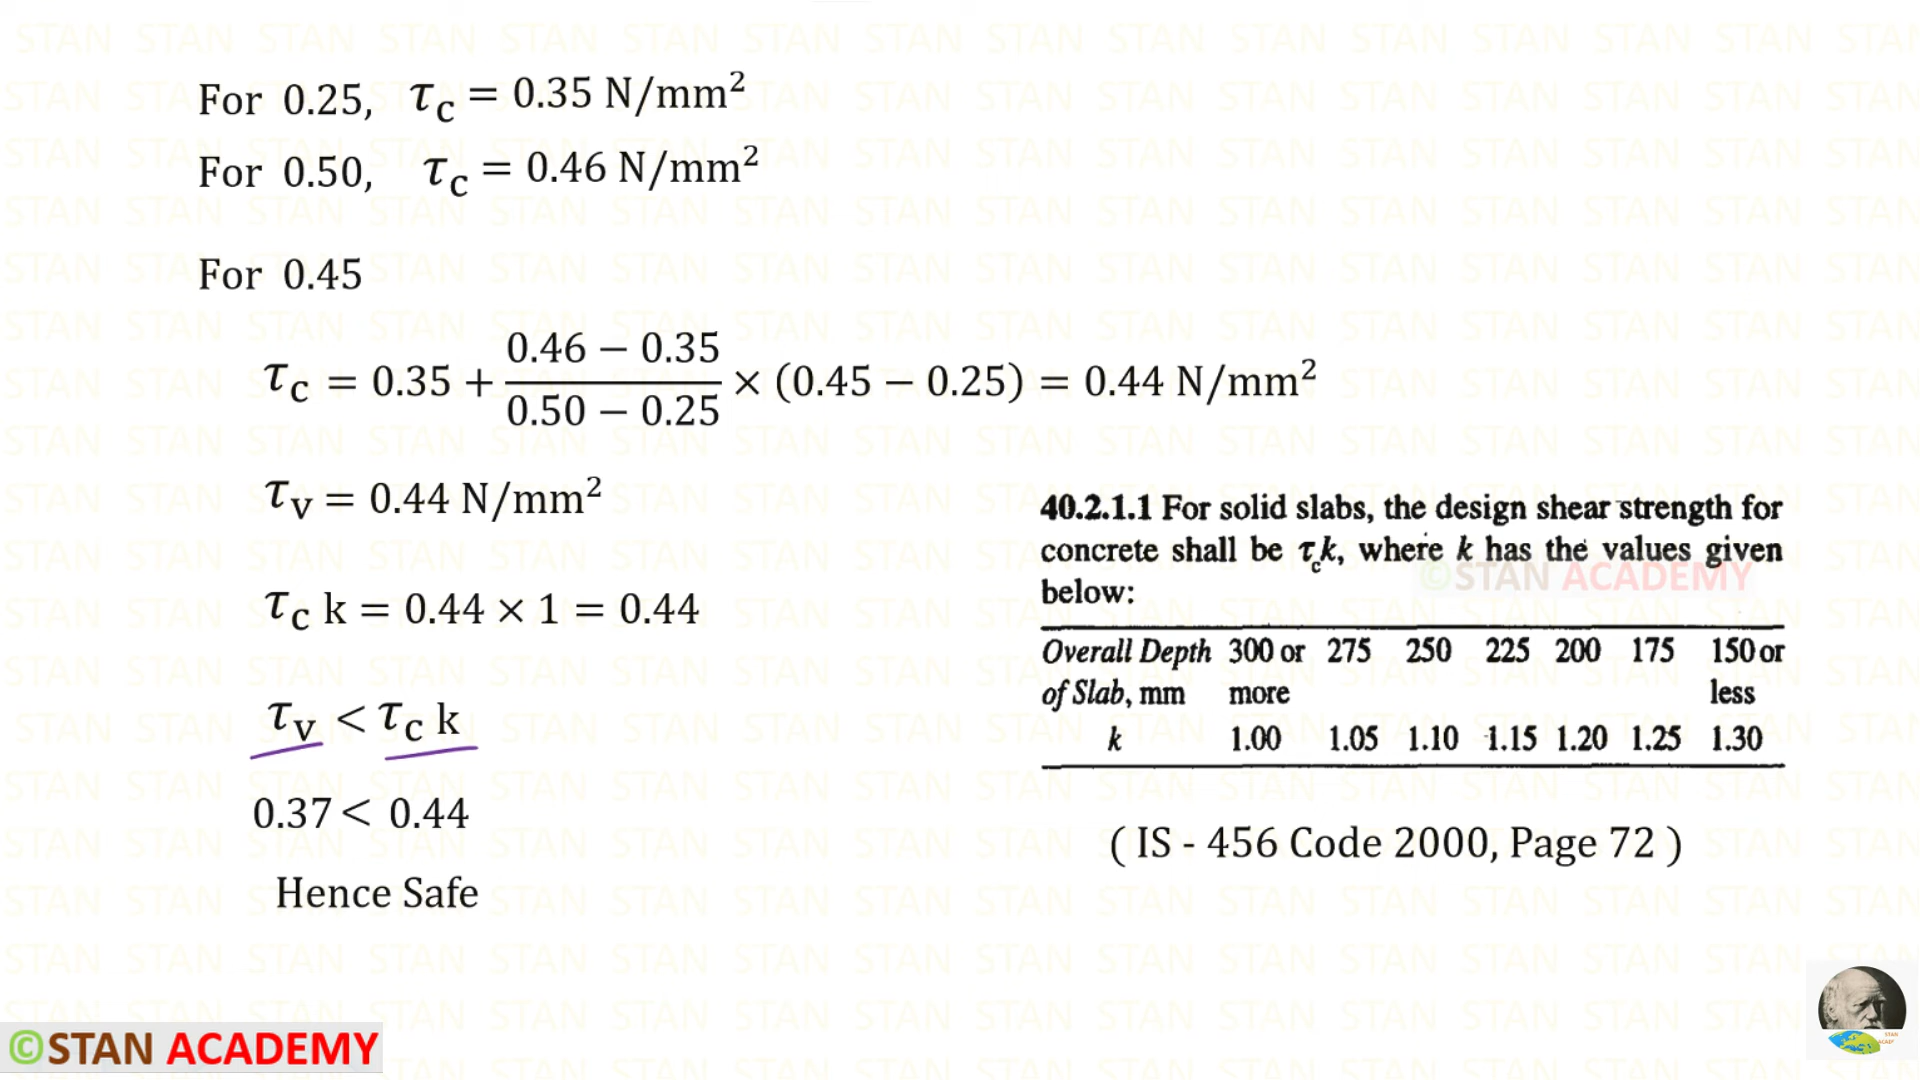 For 0.25, τc = 0.35 N/mm²
For 0.50, τc = 0.46 N/mm²
For 0.45
τc = 0.35 + (0.46 − 0.35)/(0.50 − 0.25) × (0.45 − 0.25) = 0.44 N/mm²
τv = 0.44 N/mm²
τc k = 0.44 × 1 = 0.44
τv < τc k
0.37 < 0.44
Hence Safe
40.2.1.1 For solid slabs, the design shear strength for
concrete shall be τck, where k has the values given
below:
Overall Depth 300 or 275 250 225 200 175 150 or
of Slab, mm more less
k 1.00 1.05 1.10 1.15 1.20 1.25 1.30
©STAN ACADEMY
( IS - 456 Code 2000, Page 72 )
©STAN ACADEMY